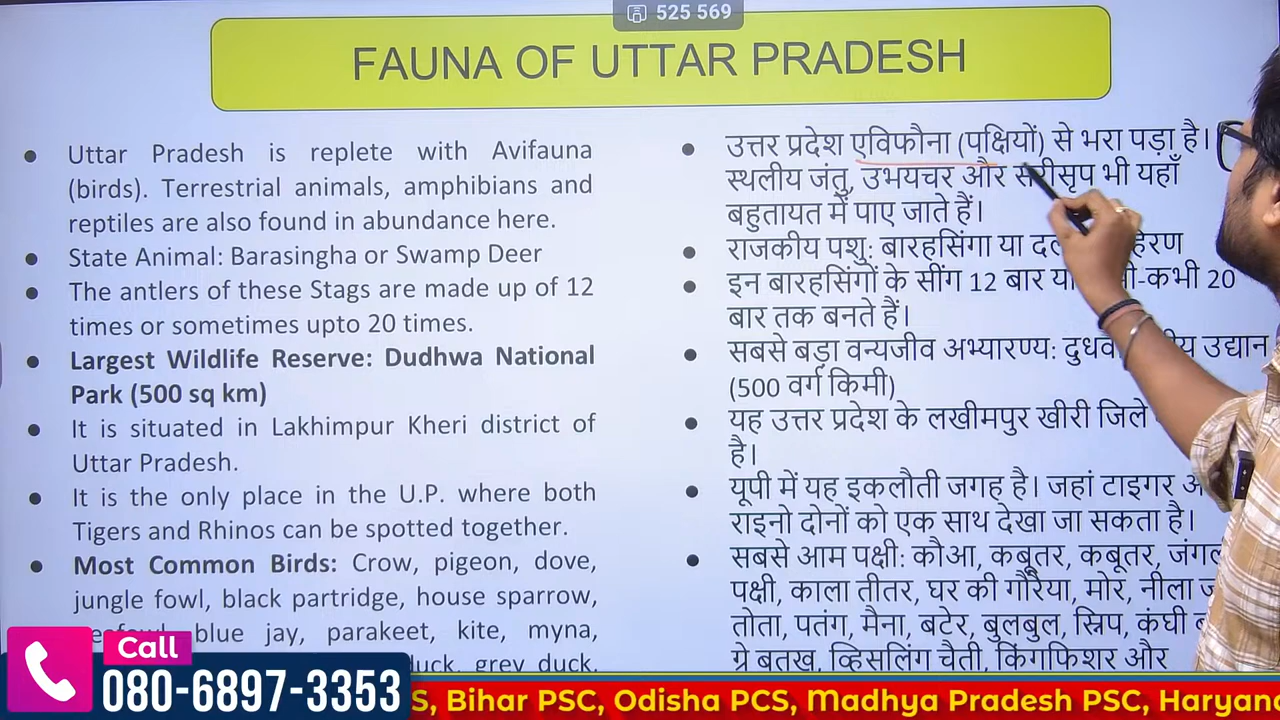 525 569
FAUNA OF UTTAR PRADESH
Uttar Pradesh is replete with Avifauna
(birds). Terrestrial animals, amphibians and
reptiles are also found in abundance here.
State Animal: Barasingha or Swamp Deer
The antlers of these Stags are made up of 12
times or sometimes upto 20 times.
Largest Wildlife Reserve: Dudhwa National
Park (500 sq km)
It is situated in Lakhimpur Kheri district of
Uttar Pradesh.
It is the only place in the U.P. where both
Tigers and Rhinos can be spotted together.
Most Common Birds: Crow, pigeon, dove,
jungle fowl, black partridge, house sparrow,
blue jay, parakeet, kite, myna,
duck, grey duck,
उत्तर प्रदेश एविफौना (पक्षियों) से भरा पड़ा है।
स्थलीय जंतु, उभयचर और सरीसृप भी यहाँ
बहुतायत में पाए जाते हैं।
राजकीय पशु: बारहसिंगा या
इन बारहसिंगों के सींग 12 बार या 20
बार तक बनते हैं।
सबसे बड़ा वन्यजीव अभ्यारण्य: उद्यान
(500 वर्ग किमी)
यह उत्तर प्रदेश के लखीमपुर खीरी जिले
है।
यूपी में यह इकलौती जगह है। जहां टाइगर
राइनो दोनों को एक साथ देखा जा सकता है।
सबसे आम पक्षी: कौआ, कबूतर, कबूतर,
पक्षी, काला तीतर, घर की गौरैया, मोर, नीला
तोता, पतंग, मैना, बटेर, बुलबुल, स्निप, कंघी
ग्रे बतख, व्हिसलिंग चैती, किंगफिशर और
Call
080-6897-3353
S, Bihar PSC, Odisha PCS, Madhya Pradesh PSC, Haryan